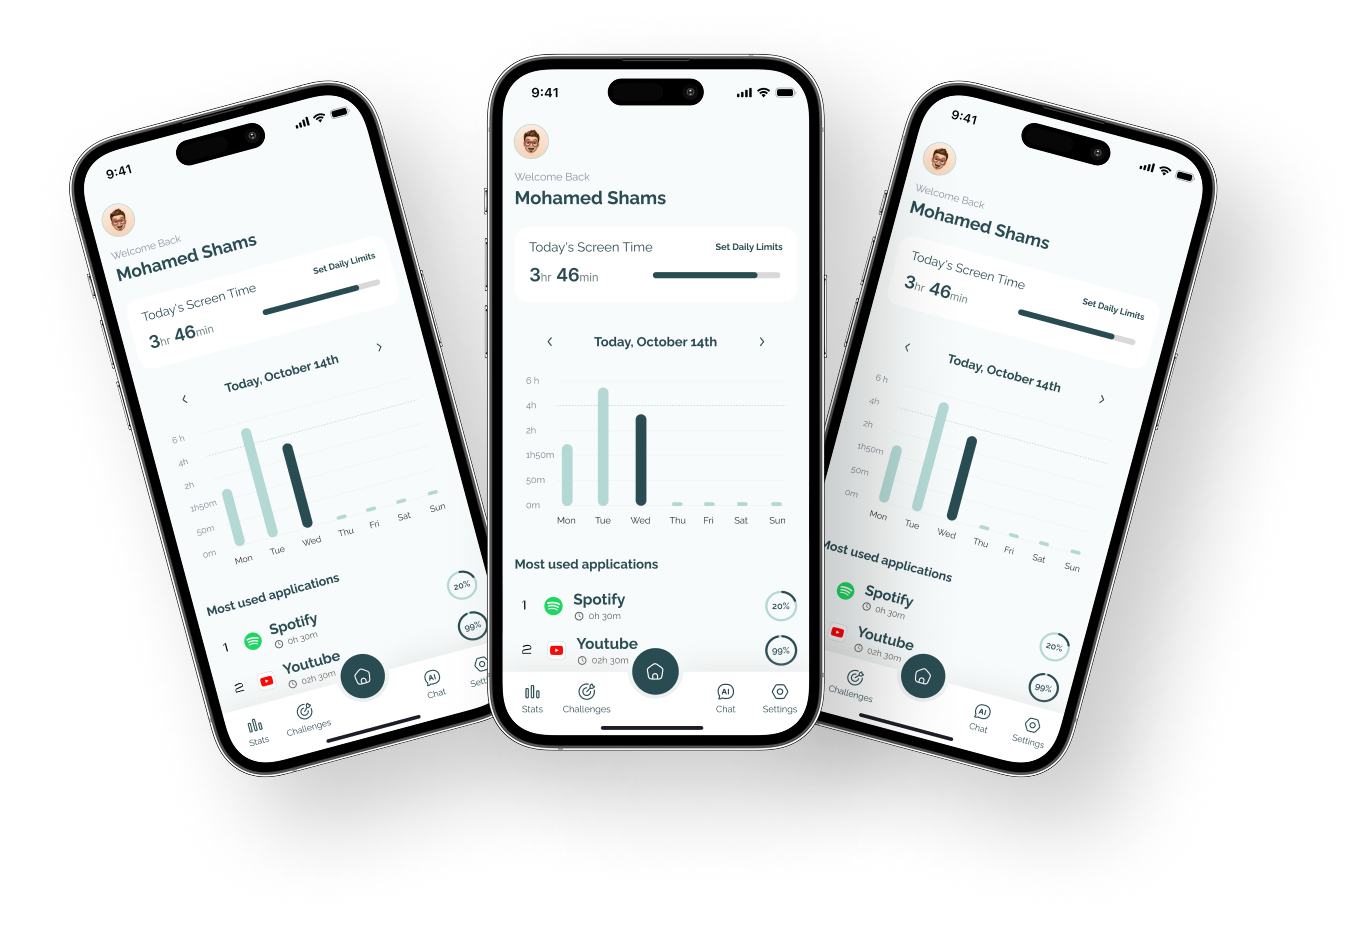 9:41
Welcome Back
Mohamed Shams
Today's Screen Time
Set Daily Limits
3hr 46min
Today, October 14th
6 h
4h
2h
1h50m
50m
0m
Mon Tue Wed Thu Fri Sat Sun
Most used applications
1 Spotify
0h 30m
20%
2 Youtube
02h 30m
99%
Stats Challenges
AI
Chat
Sett
9:41
Welcome Back
Mohamed Shams
Today's Screen Time
Set Daily Limits
3hr 46min
Today, October 14th
6 h
4h
2h
1h50m
50m
0m
Mon Tue Wed Thu Fri Sat Sun
Most used applications
1 Spotify
0h 30m
20%
2 Youtube
02h 30m
99%
AI
Stats Challenges Chat Settings
9:41
Welcome Back
Mohamed Shams
Today's Screen Time
Set Daily Limits
3hr 46min
Today, October 14th
6 h
4h
2h
1h50m
50m
0m
Mon Tue Wed Thu Fri Sat Sun
Most used applications
Spotify
0h 30m
20%
Youtube
02h 30m
99%
Challenges
AI
Chat
Settings